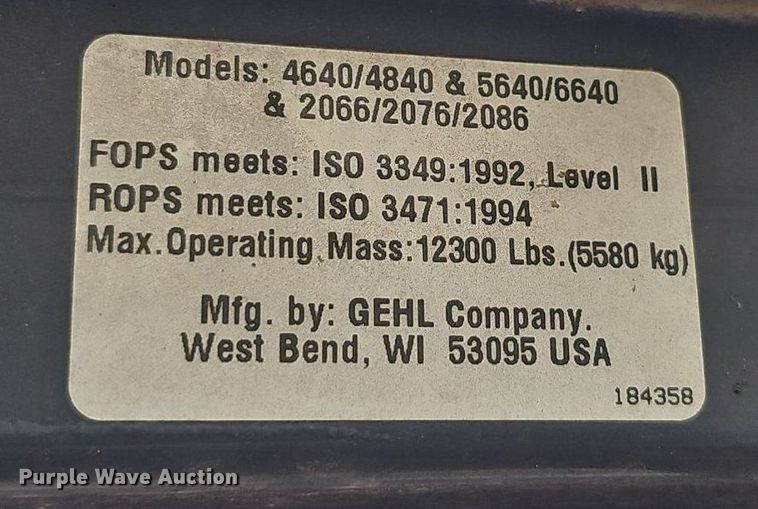 Models: 4640/4840 & 5640/6640
& 2066/2076/2086
FOPS meets: ISO 3349:1992, Level II
ROPS meets: ISO 3471:1994
Max.Operating Mass:12300 Lbs.(5580 kg)
Mfg. by: GEHL Company.
West Bend, WI 53095 USA
184358
Purple Wave Auction